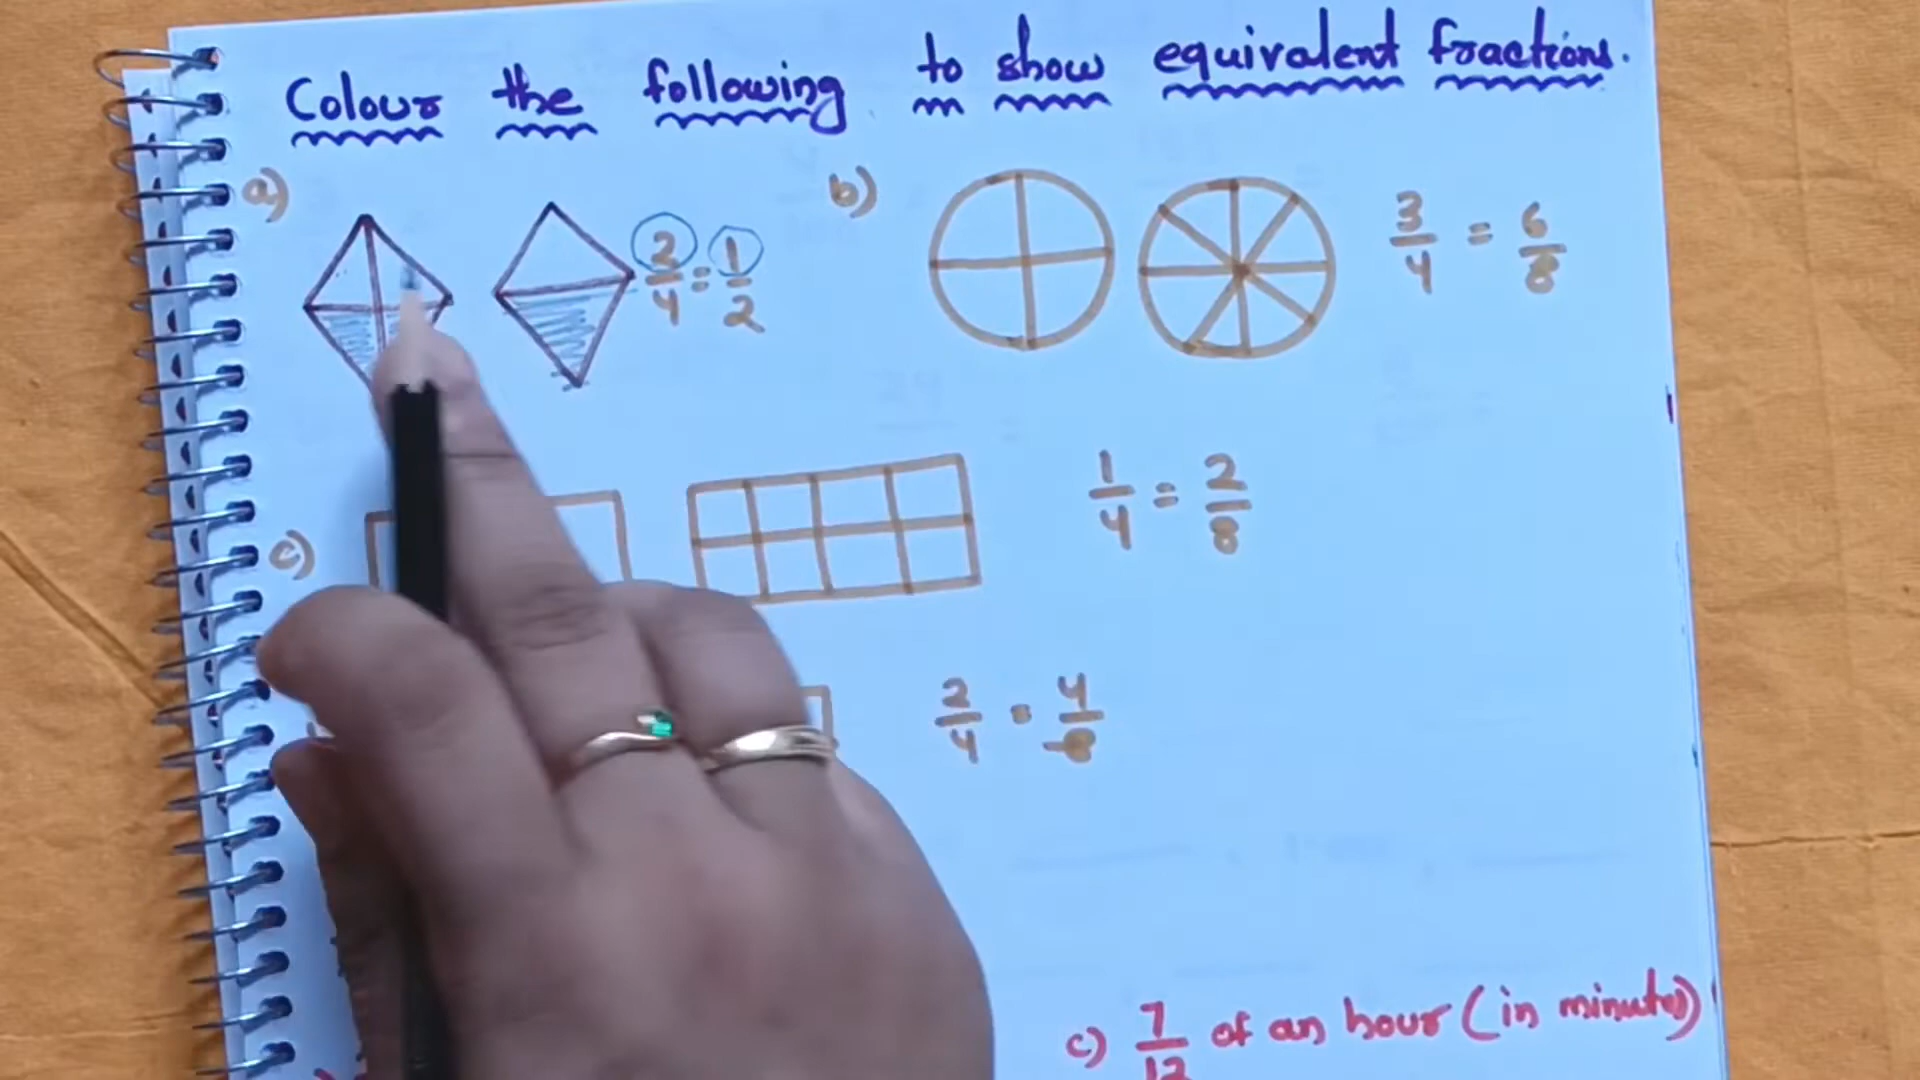 Colour the following to show equivalent fractions.
a)
2/4 = 1/2
b)
3/4 = 6/8
c)
1/4 = 2/8
2/4 = 4/8
c) 7/12 of an hour (in minutes)